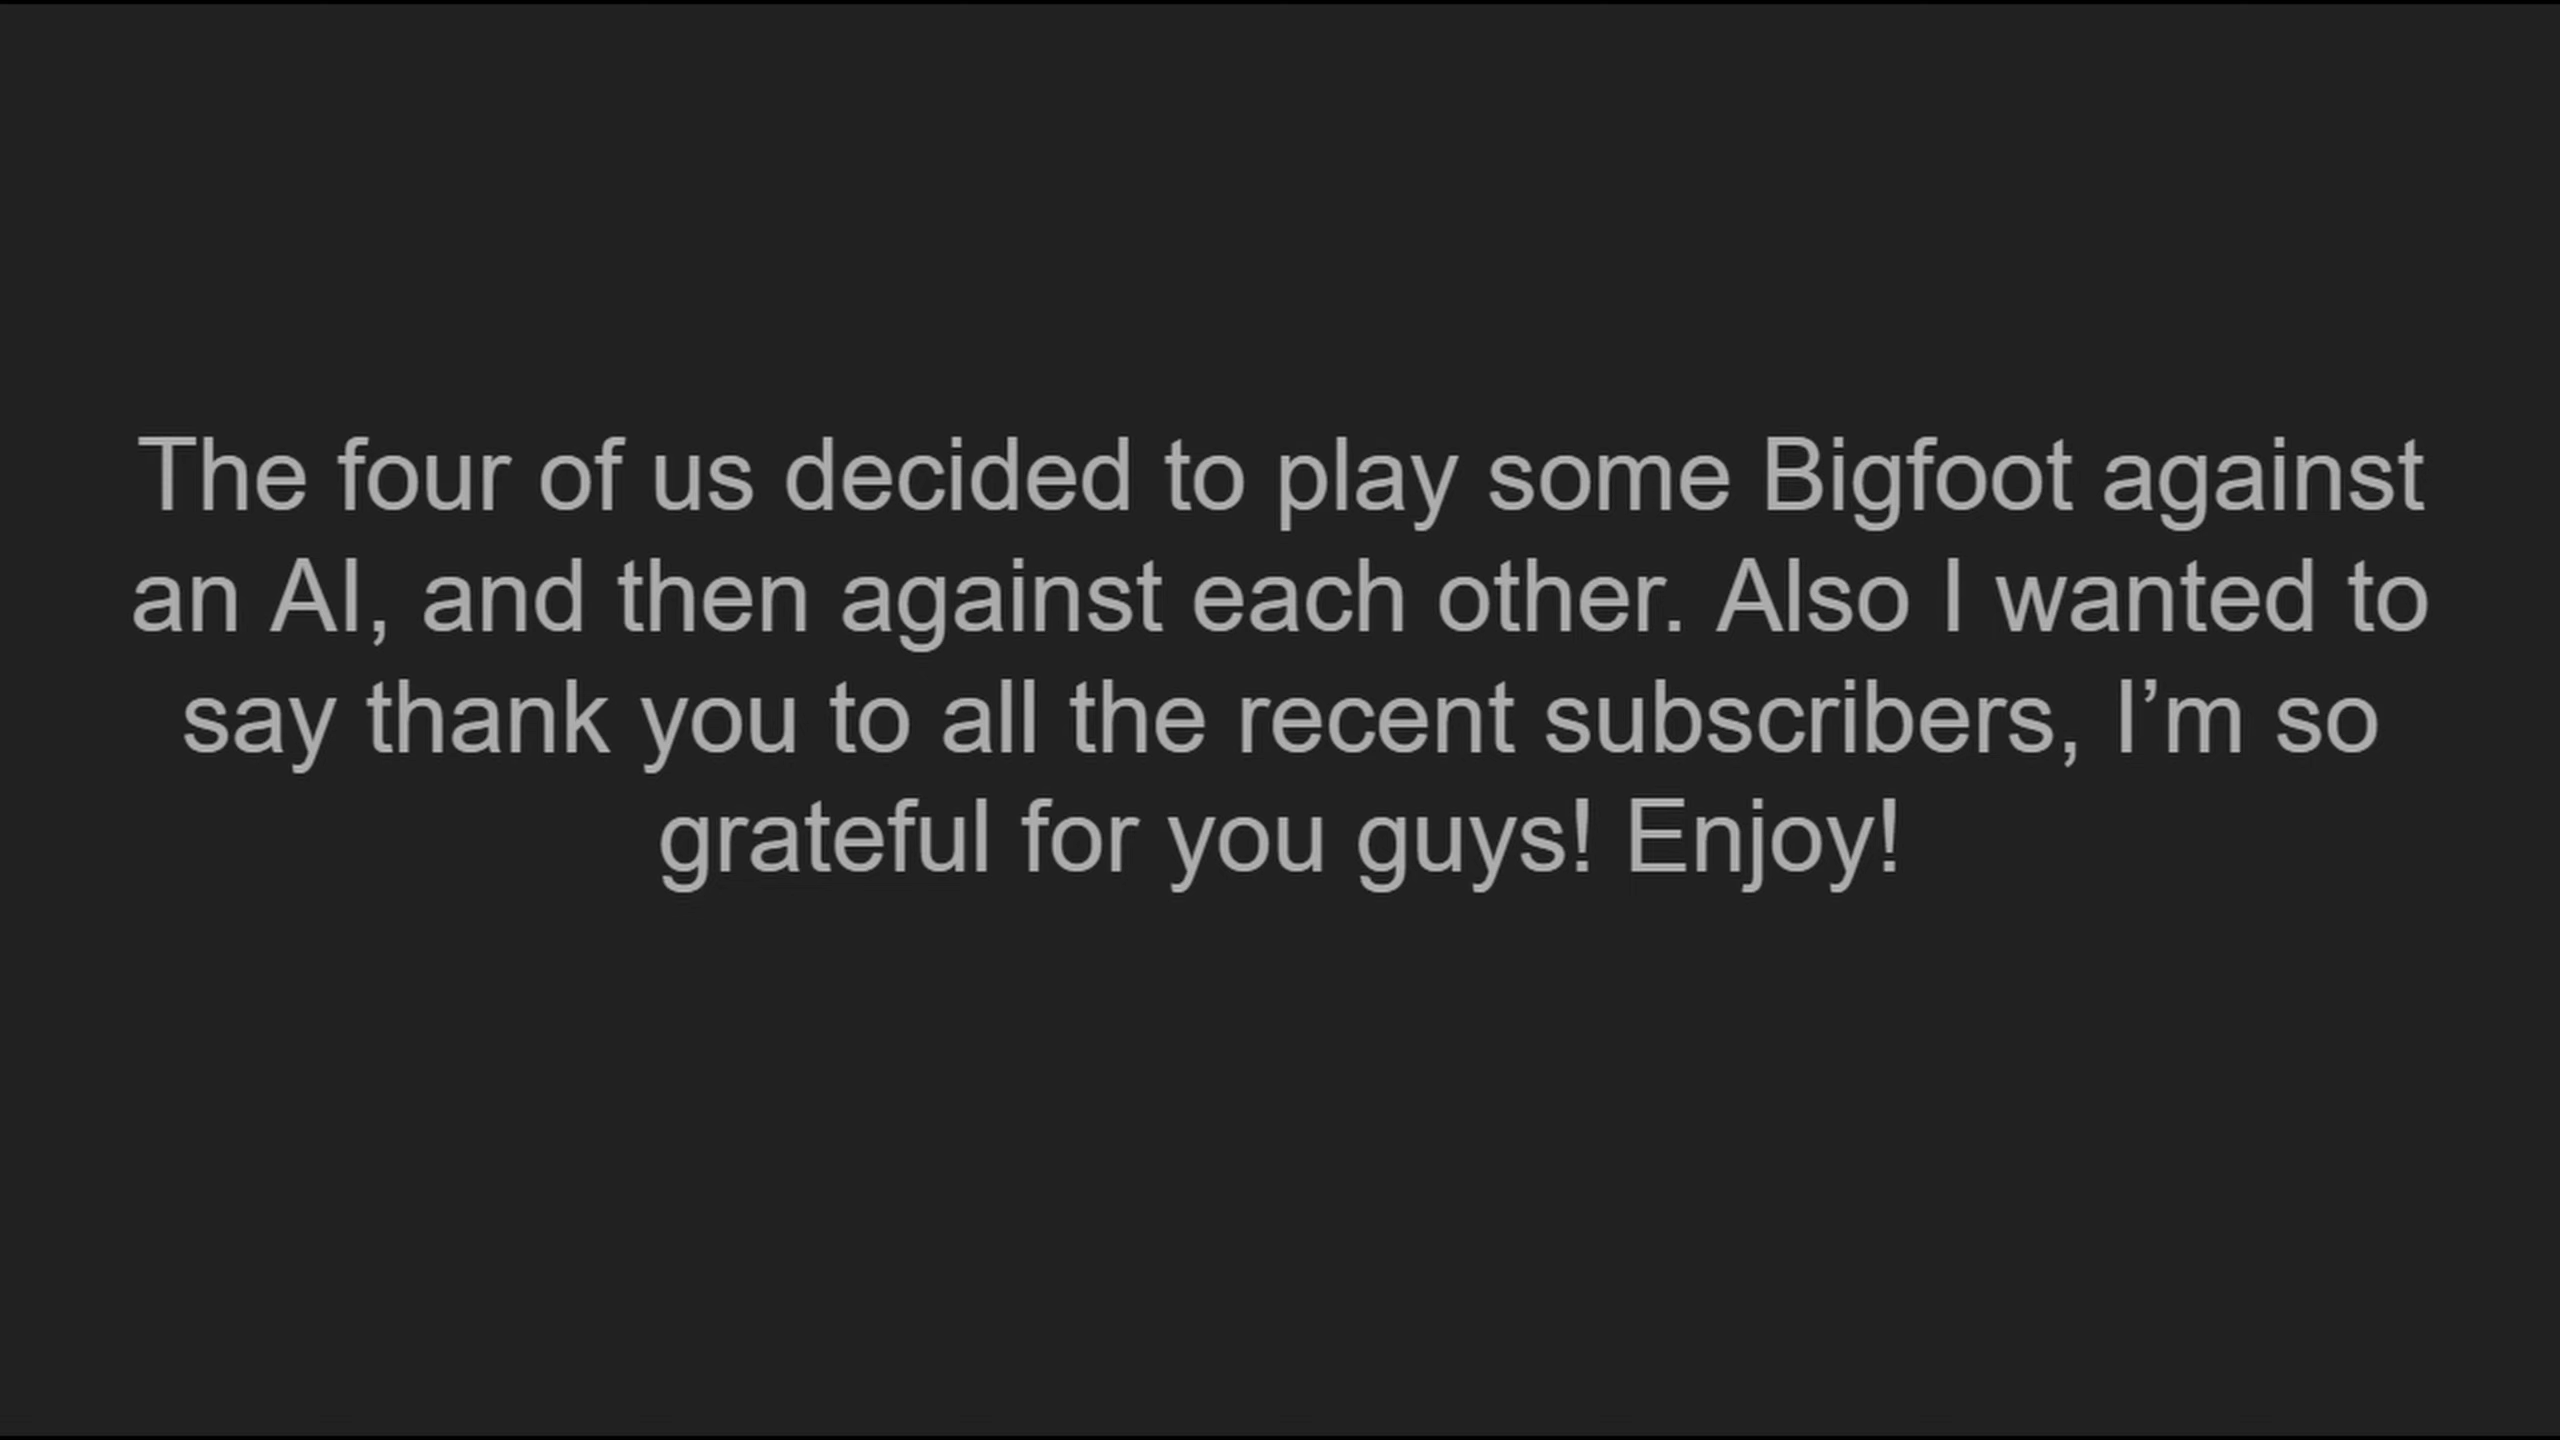 The four of us decided to play some Bigfoot against
an AI, and then against each other. Also I wanted to
say thank you to all the recent subscribers, I’m so
grateful for you guys! Enjoy!